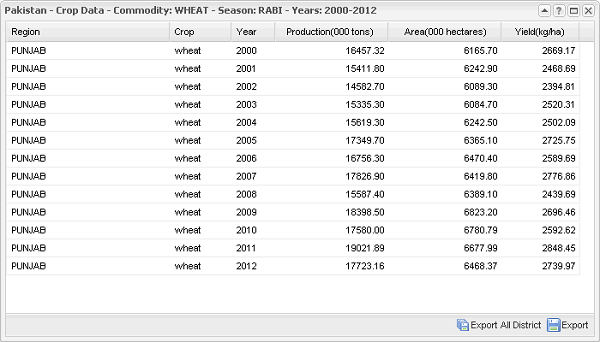 Pakistan - Crop Data - Commodity: WHEAT - Season: RABI - Years: 2000-2012
Region Crop Year Production(000 tons) Area(000 hectares) Yield(kg/ha)
PUNJAB wheat 2000 16457.32 6165.70 2669.17
PUNJAB wheat 2001 15411.80 6242.90 2468.69
PUNJAB wheat 2002 14582.70 6089.30 2394.81
PUNJAB wheat 2003 15335.30 6084.70 2520.31
PUNJAB wheat 2004 15619.30 6242.50 2502.09
PUNJAB wheat 2005 17349.70 6365.10 2725.75
PUNJAB wheat 2006 16756.30 6470.40 2589.69
PUNJAB wheat 2007 17826.90 6419.80 2776.86
PUNJAB wheat 2008 15587.40 6389.10 2439.69
PUNJAB wheat 2009 18398.50 6823.20 2696.46
PUNJAB wheat 2010 17580.00 6780.79 2592.62
PUNJAB wheat 2011 19021.89 6677.99 2848.45
PUNJAB wheat 2012 17723.16 6468.37 2739.97
Export All District Export